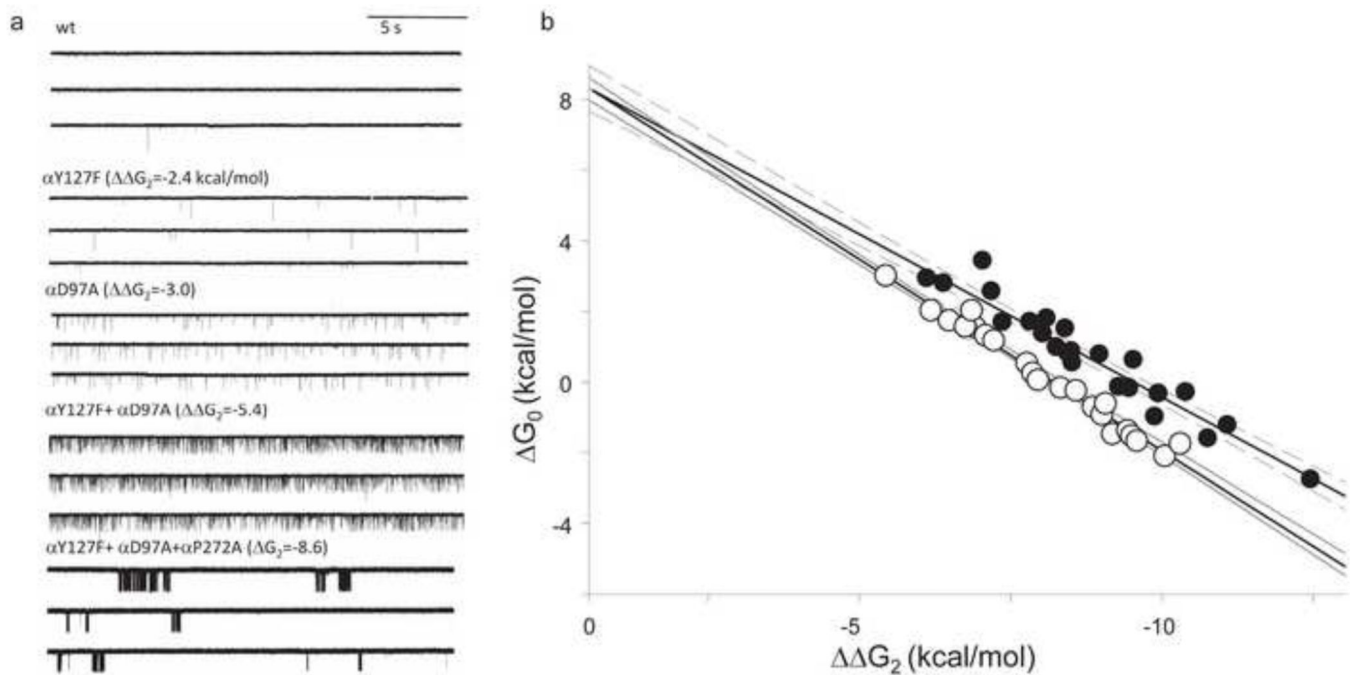 a
wt
5 s
αY127F (ΔΔG₂=-2.4 kcal/mol)
αD97A (ΔΔG₂=-3.0)
αY127F+ αD97A (ΔΔG₂=-5.4)
αY127F+ αD97A+αP272A (ΔG₂=-8.6)
b
8
4
0
-4
ΔG₀ (kcal/mol)
0
-5
-10
ΔΔG₂ (kcal/mol)